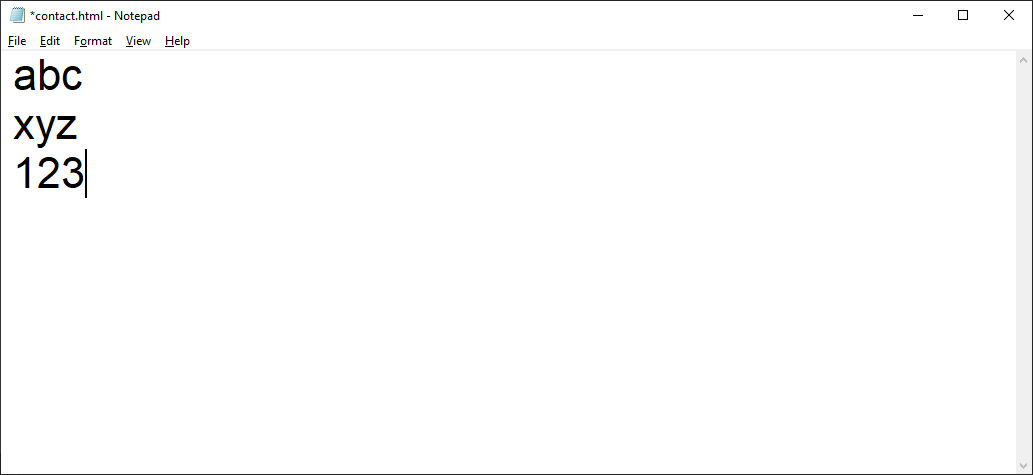 *contact.html - Notepad
File Edit Format View Help
abc
xyz
123